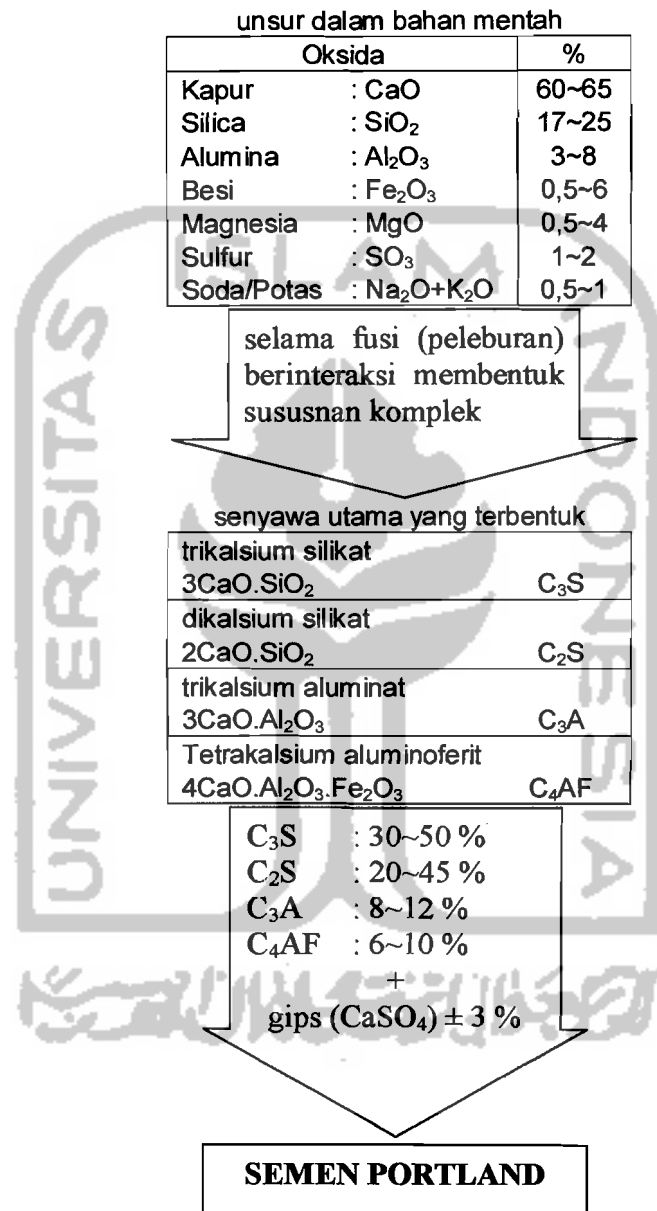 unsur dalam bahan mentah
Oksida %
Kapur : CaO 60~65
Silica : SiO₂ 17~25
Alumina : Al₂O₃ 3~8
Besi : Fe₂O₃ 0,5~6
Magnesia : MgO 0,5~4
Sulfur : SO₃ 1~2
Soda/Potas : Na₂O+K₂O 0,5~1
selama fusi (peleburan)
berinteraksi membentuk
sususnan komplek
senyawa utama yang terbentuk
trikalsium silikat
3CaO.SiO₂ C₃S
dikalsium silikat
2CaO.SiO₂ C₂S
trikalsium aluminat
3CaO.Al₂O₃ C₃A
Tetrakalsium aluminoferit
4CaO.Al₂O₃.Fe₂O₃ C₄AF
C₃S : 30~50 %
C₂S : 20~45 %
C₃A : 8~12 %
C₄AF : 6~10 %
+
gips (CaSO₄) ± 3 %
SEMEN PORTLAND
UNIVERSITAS
ISLAM
INDONESIA